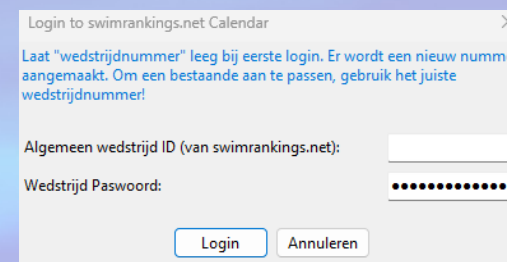 Login to swimrankings.net Calendar
Laat "wedstrijdnummer" leeg bij eerste login. Er wordt een nieuw numm
aangemaakt. Om een bestaande aan te passen, gebruik het juiste
wedstrijdnummer!
Algemeen wedstrijd ID (van swimrankings.net):
Wedstrijd Paswoord:
Login Annuleren